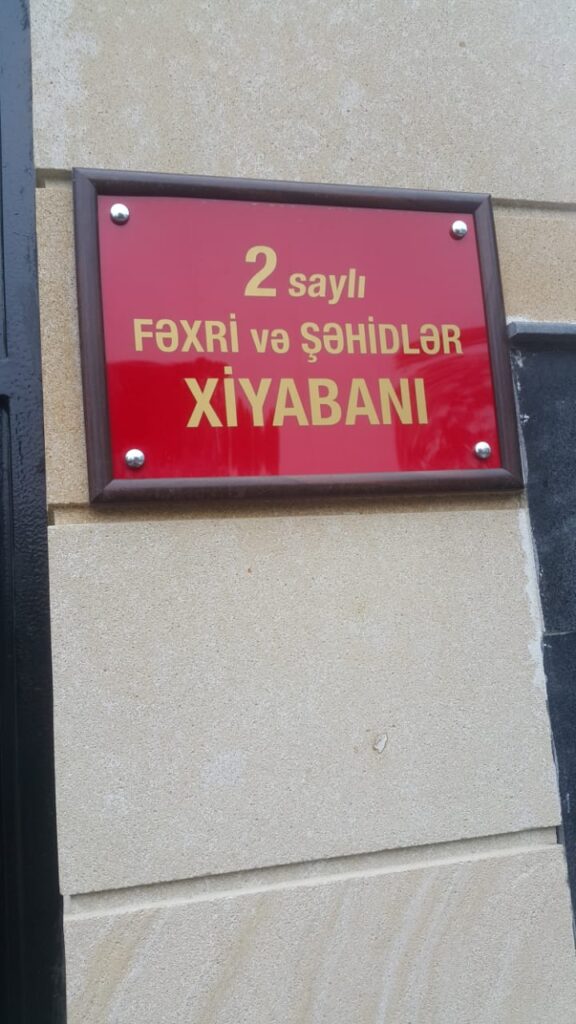 2 saylı
FƏXRİ və ŞƏHİDLƏR
XİYABANI